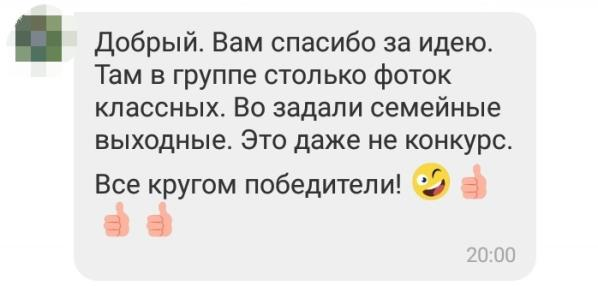 Добрый. Вам спасибо за идею.
Там в группе столько фоток
классных. Во задали семейные
выходные. Это даже не конкурс.
Все кругом победители! 🤪👍
👍👍
20:00